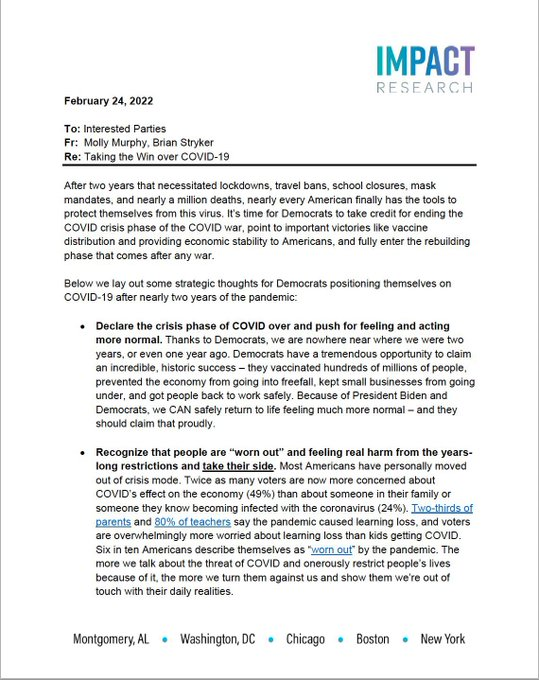 IMPACT
RESEARCH
February 24, 2022
To: Interested Parties
Fr: Molly Murphy, Brian Stryker
Re: Taking the Win over COVID-19
After two years that necessitated lockdowns, travel bans, school closures, mask
mandates, and nearly a million deaths, nearly every American finally has the tools to
protect themselves from this virus. It's time for Democrats to take credit for ending the
COVID crisis phase of the COVID war, point to important victories like vaccine
distribution and providing economic stability to Americans, and fully enter the rebuilding
phase that comes after any war.
Below we lay out some strategic thoughts for Democrats positioning themselves on
COVID-19 after nearly two years of the pandemic:
• Declare the crisis phase of COVID over and push for feeling and acting
more normal. Thanks to Democrats, we are nowhere near where we were two
years, or even one year ago. Democrats have a tremendous opportunity to claim
an incredible, historic success – they vaccinated hundreds of millions of people,
prevented the economy from going into freefall, kept small businesses from going
under, and got people back to work safely. Because of President Biden and
Democrats, we CAN safely return to life feeling much more normal – and they
should claim that proudly.
• Recognize that people are “worn out” and feeling real harm from the years-
long restrictions and take their side. Most Americans have personally moved
out of crisis mode. Twice as many voters are now more concerned about
COVID's effect on the economy (49%) than about someone in their family or
someone they know becoming infected with the coronavirus (24%). Two-thirds of
parents and 80% of teachers say the pandemic caused learning loss, and voters
are overwhelmingly more worried about learning loss than kids getting COVID.
Six in ten Americans describe themselves as “worn out” by the pandemic. The
more we talk about the threat of COVID and onerously restrict people's lives
because of it, the more we turn them against us and show them we're out of
touch with their daily realities.
Montgomery, AL • Washington, DC • Chicago • Boston • New York